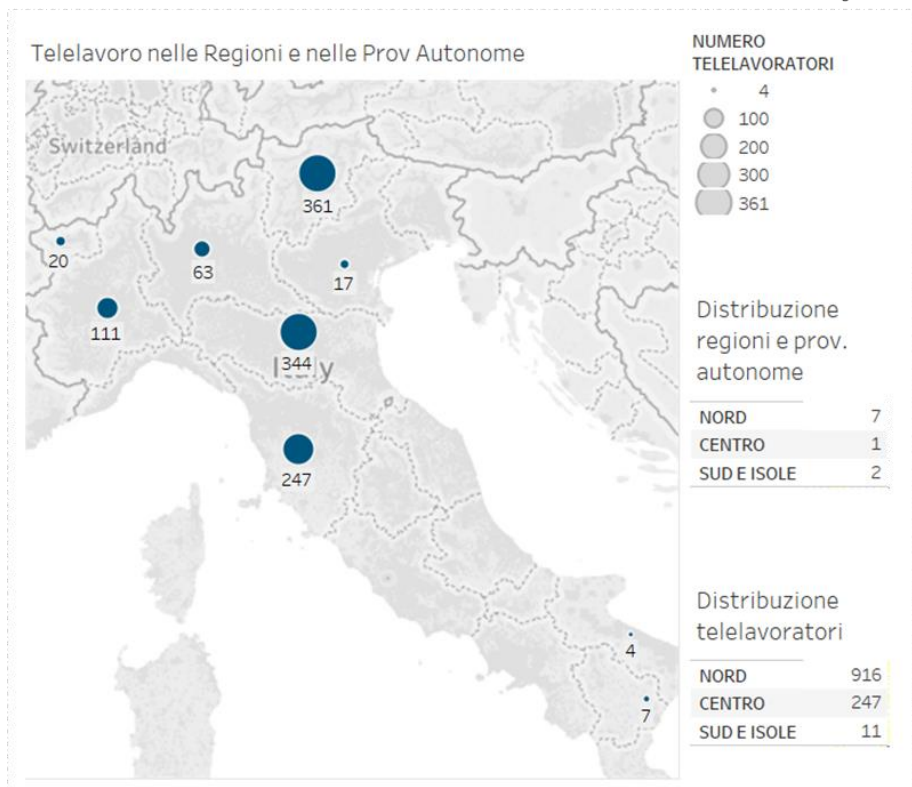 Telelavoro nelle Regioni e nelle Prov Autonome
NUMERO
TELELAVORATORI
4
100
200
300
361
Switzerland
361
20
63
17
111
344
247
4
7
Distribuzione
regioni e prov.
autonome
NORD 7
CENTRO 1
SUD E ISOLE 2
Distribuzione
telelavoratori
NORD 916
CENTRO 247
SUD E ISOLE 11